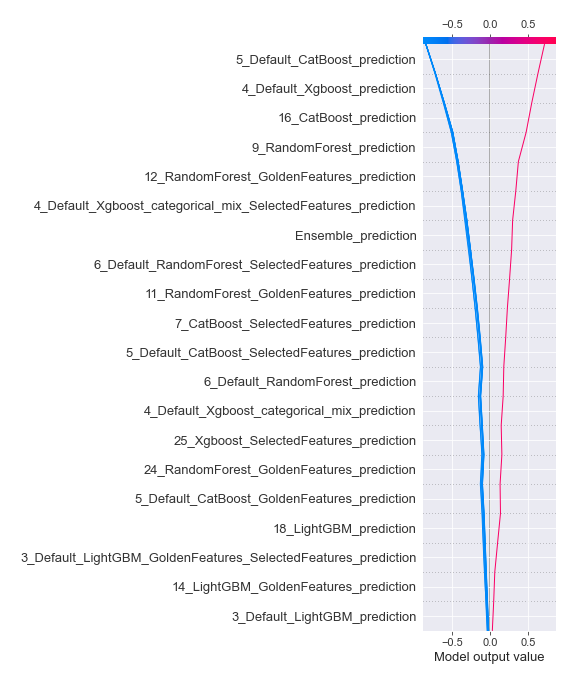 −0.5 0.0 0.5
5_Default_CatBoost_prediction
4_Default_Xgboost_prediction
16_CatBoost_prediction
9_RandomForest_prediction
12_RandomForest_GoldenFeatures_prediction
4_Default_Xgboost_categorical_mix_SelectedFeatures_prediction
Ensemble_prediction
6_Default_RandomForest_SelectedFeatures_prediction
11_RandomForest_GoldenFeatures_prediction
7_CatBoost_SelectedFeatures_prediction
5_Default_CatBoost_SelectedFeatures_prediction
6_Default_RandomForest_prediction
4_Default_Xgboost_categorical_mix_prediction
25_Xgboost_SelectedFeatures_prediction
24_RandomForest_GoldenFeatures_prediction
5_Default_CatBoost_GoldenFeatures_prediction
18_LightGBM_prediction
3_Default_LightGBM_GoldenFeatures_SelectedFeatures_prediction
14_LightGBM_GoldenFeatures_prediction
3_Default_LightGBM_prediction
−0.5 0.0 0.5
Model output value